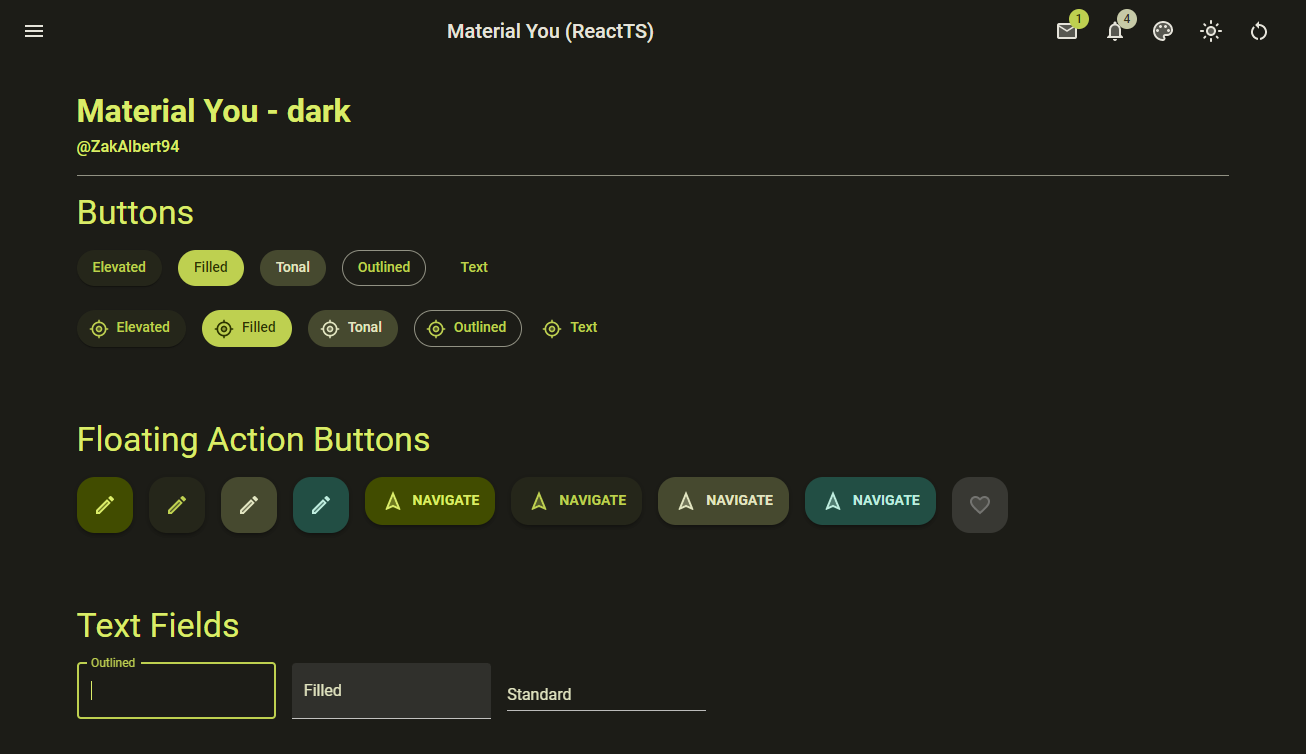 Material You (ReactTS)
1
4
Material You - dark
@ZakAlbert94
Buttons
Elevated Filled Tonal Outlined Text
Elevated Filled Tonal Outlined Text
Floating Action Buttons
NAVIGATE NAVIGATE NAVIGATE NAVIGATE
Text Fields
Outlined
Filled
Standard